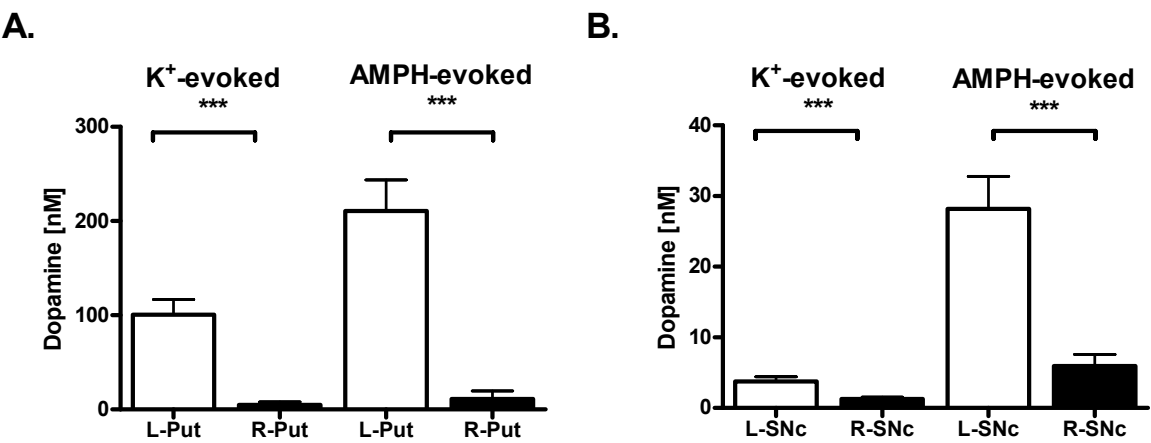 A.
K⁺-evoked
***
AMPH-evoked
***
Dopamine [nM]
300
200
100
0
L-Put
R-Put
L-Put
R-Put
B.
K⁺-evoked
***
AMPH-evoked
***
Dopamine [nM]
40
30
20
10
0
L-SNc
R-SNc
L-SNc
R-SNc